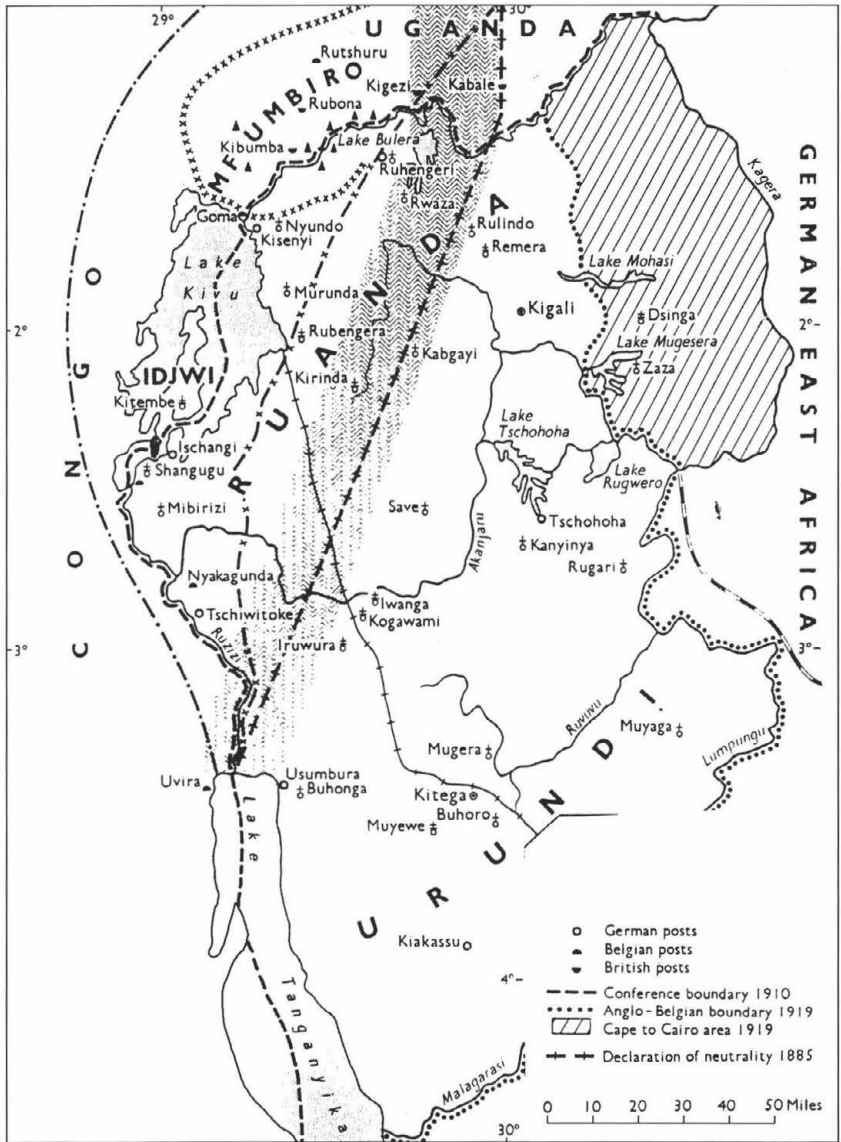 29°
30°
UGANDA
Rutshuru
MFUMBIRO
Kigezi
Kabale
Rubona
Kibumba
Lake Bulera
Ruhengeri
Rwaza
Goma
Nyundo
Kisenyi
Rulindo
Remera
Kagera
GERMAN EAST AFRICA
Lake Kivu
Lake Mohasi
Murunda
Kigali
Dsinga
2°
2°
Rubengera
Kabgayi
Lake Mugesera
Zaza
CONGO
IDJWI
Kirinda
RUANDA
Kitembe
Lake
Tschohoha
Ischangi
Shangugu
Lake
Rugwero
Mibirizi
Save
Akanjaru
Tschohoha
Kanyinya
Rugari
Nyakagunda
Iwanga
Tschiwitoke
Kogawami
Ruzizi
3°
3°
Iruwura
Ruvuvu
Muyaga
Lumpungu
Mugera
Uvira
Usumbura
Buhonga
Kitega
Buhoro
Muyewe
URUNDI
Kiakassu
Lake Tanganyika
4°
Malagarasi
30°
German posts
Belgian posts
British posts
Conference boundary 1910
Anglo-Belgian boundary 1919
Cape to Cairo area 1919
Declaration of neutrality 1885
0 10 20 30 40 50 Miles